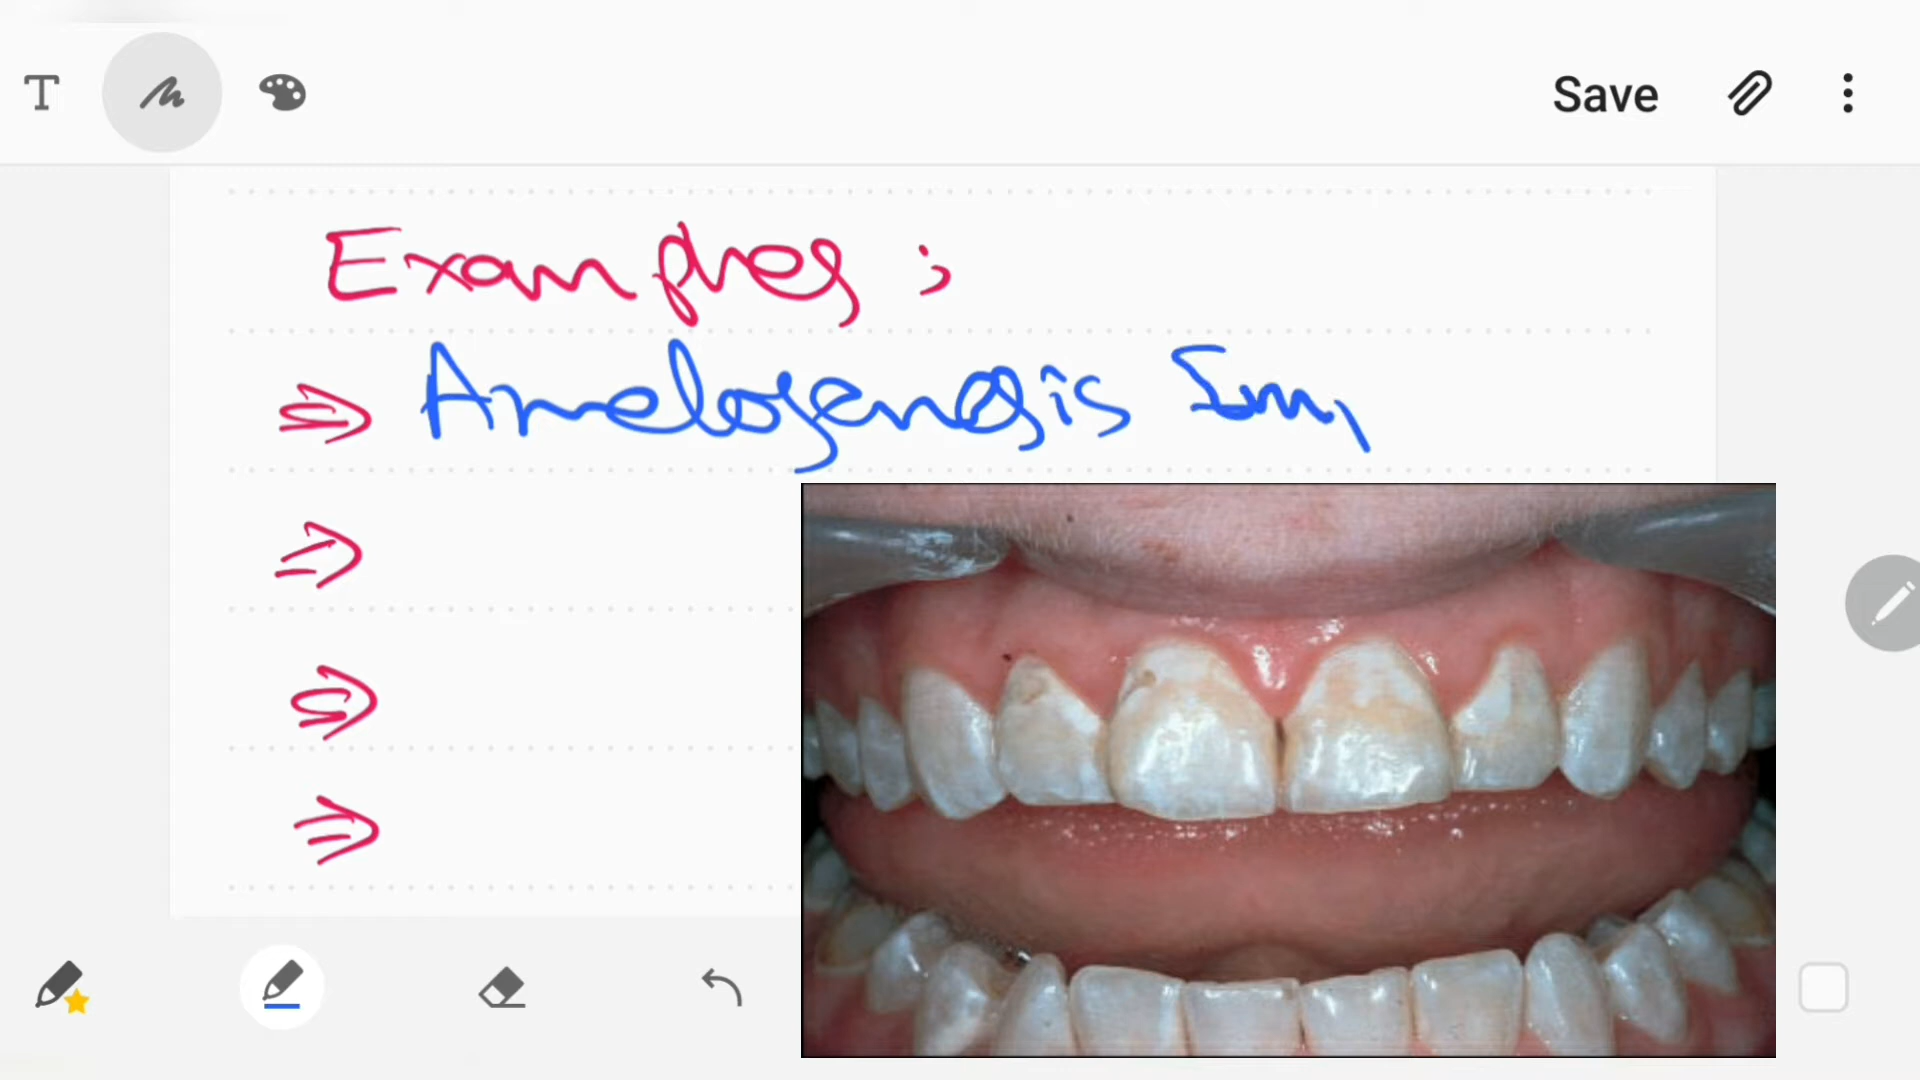 T
Save
Examples :
⇒ Amelogenesis Im
⇒
⇒
⇒